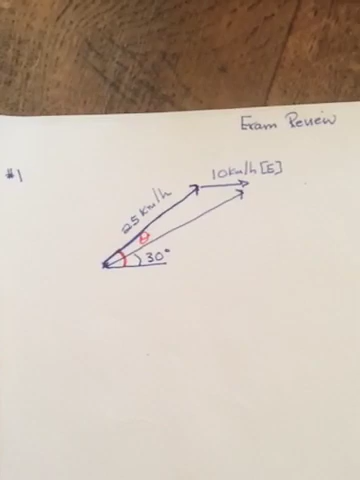 Exam Review
#1
10km/h [E]
25km/h
θ
30°